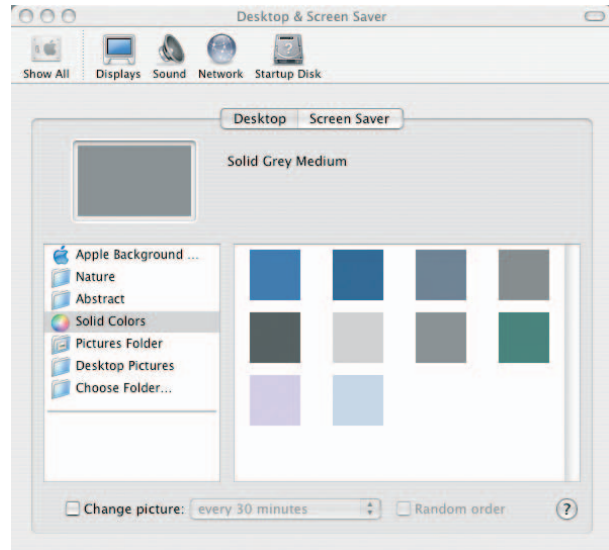 Desktop & Screen Saver
Show All Displays Sound Network Startup Disk
Desktop Screen Saver
Solid Grey Medium
Apple Background ...
Nature
Abstract
Solid Colors
Pictures Folder
Desktop Pictures
Choose Folder...
Change picture: every 30 minutes Random order ?